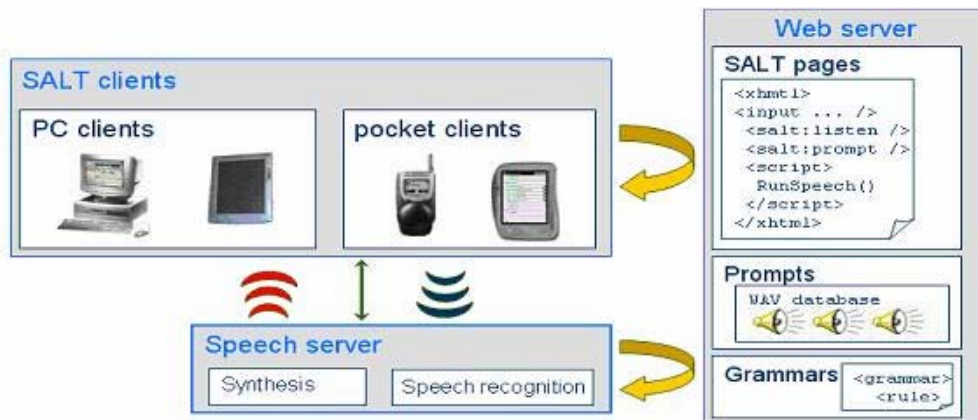 Web server
SALT clients
SALT pages
PC clients
pocket clients
<xhmtl>
<input ... />
<salt:listen />
<salt:prompt />
<script>
RunSpeech()
</script>
</xhtml>
Prompts
WAV database
Speech server
Synthesis
Speech recognition
Grammars
<grammar>
<rule>